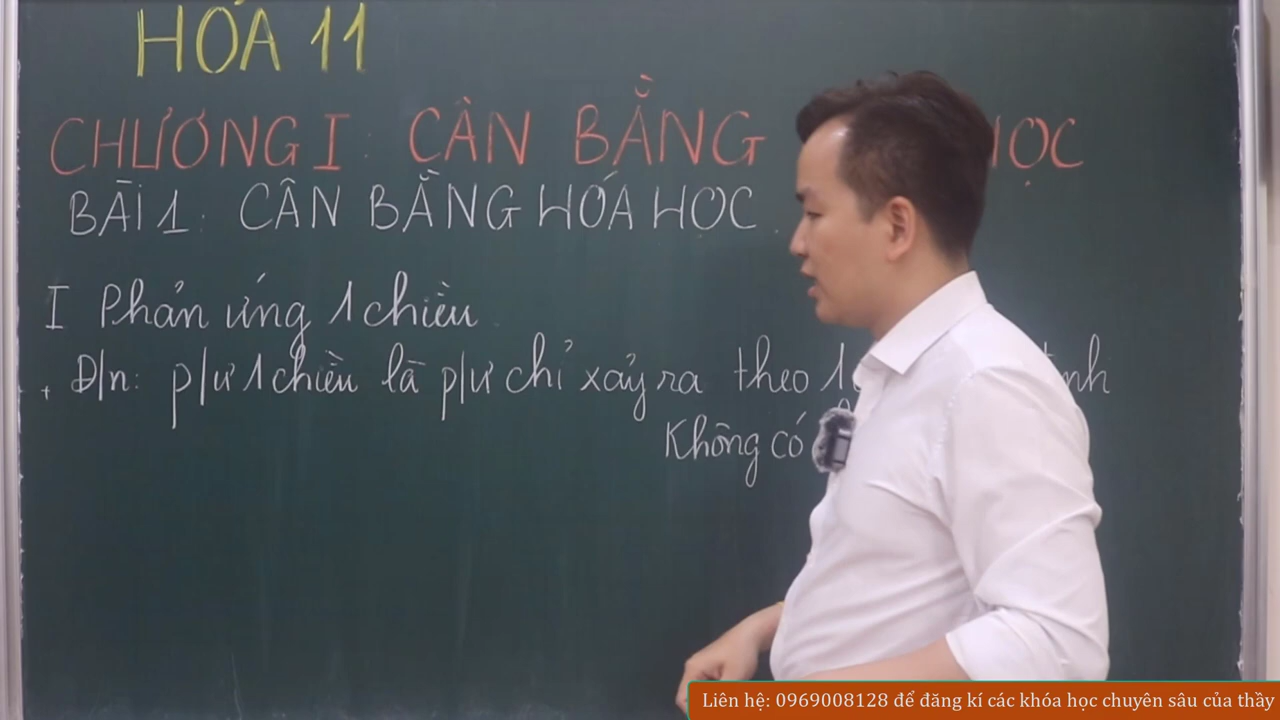 HÓA 11
CHƯƠNG I: CÂN BẰNG HỌC
BÀI 1: CÂN BẰNG HÓA HỌC.
I Phản ứng 1 chiều.
+ Đ/n: p/ư 1 chiều là p/ư chỉ xảy ra theo 1
Không có
Liên hệ: 0969008128 để đăng kí các khóa học chuyên sâu của thầy